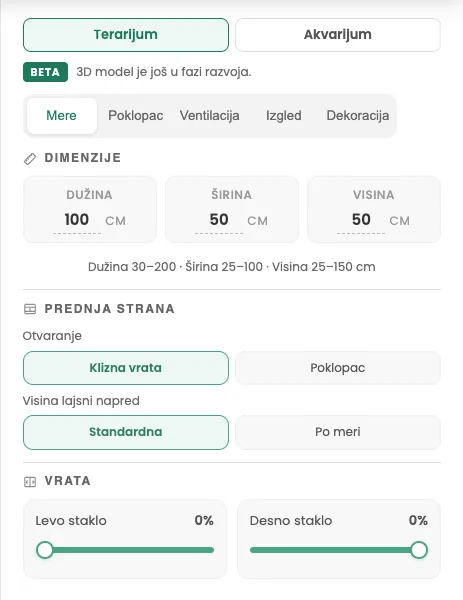 Terarijum Akvarijum
BETA 3D model je još u fazi razvoja.
Mere Poklopac Ventilacija Izgled Dekoracija
DIMENZIJE
DUŽINA ŠIRINA VISINA
100 CM 50 CM 50 CM
Dužina 30–200 · Širina 25–100 · Visina 25–150 cm
PREDNJA STRANA
Otvaranje
Klizna vrata Poklopac
Visina lajsni napred
Standardna Po meri
VRATA
Levo staklo 0% Desno staklo 0%